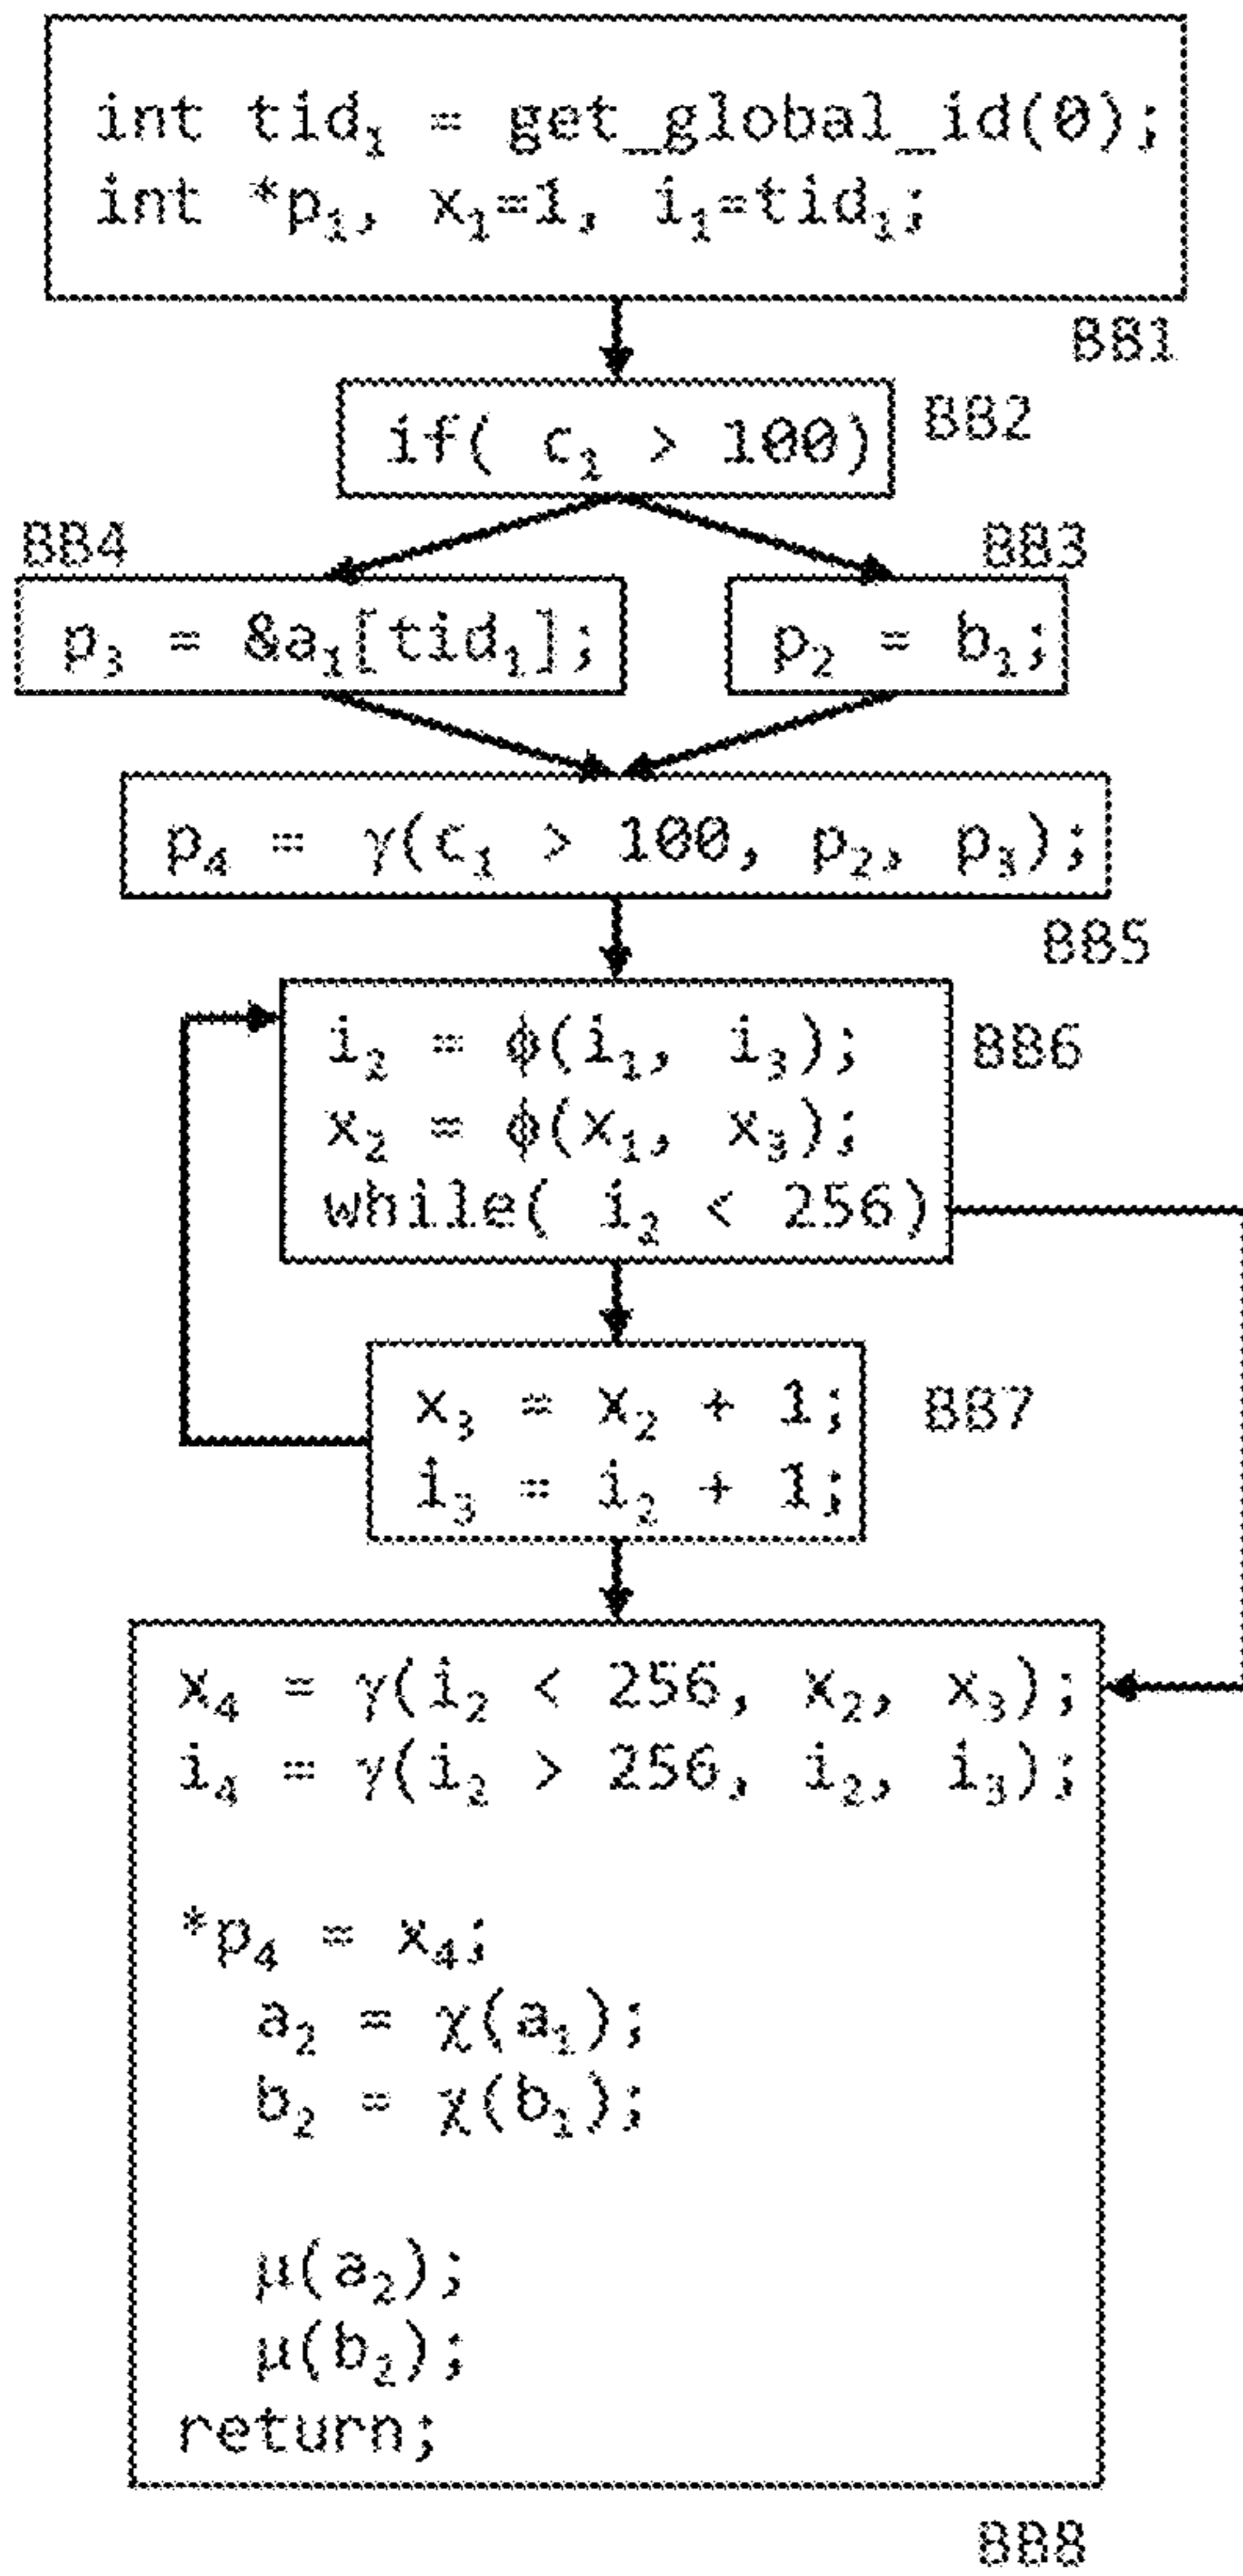 int tid₁ = get_global_id(0);
int *p₁, x₁=1, i₁=tid₁;
BB1
if( c₁ > 100)
BB2
BB4
BB3
p₃ = &a₁[tid₁];
p₂ = b₁;
p₄ = γ(c₁ > 100, p₂, p₃);
BB5
i₂ = ϕ(i₁, i₃);
BB6
x₂ = ϕ(x₁, x₃);
while( i₂ < 256)
x₃ = x₂ + 1;
BB7
i₃ = i₂ + 1;
x₄ = γ(i₂ < 256, x₂, x₃);
i₄ = γ(i₂ > 256, i₂, i₃);
*p₄ = x₄;
a₂ = χ(a₁);
b₂ = χ(b₁);
μ(a₂);
μ(b₂);
return;
BB8